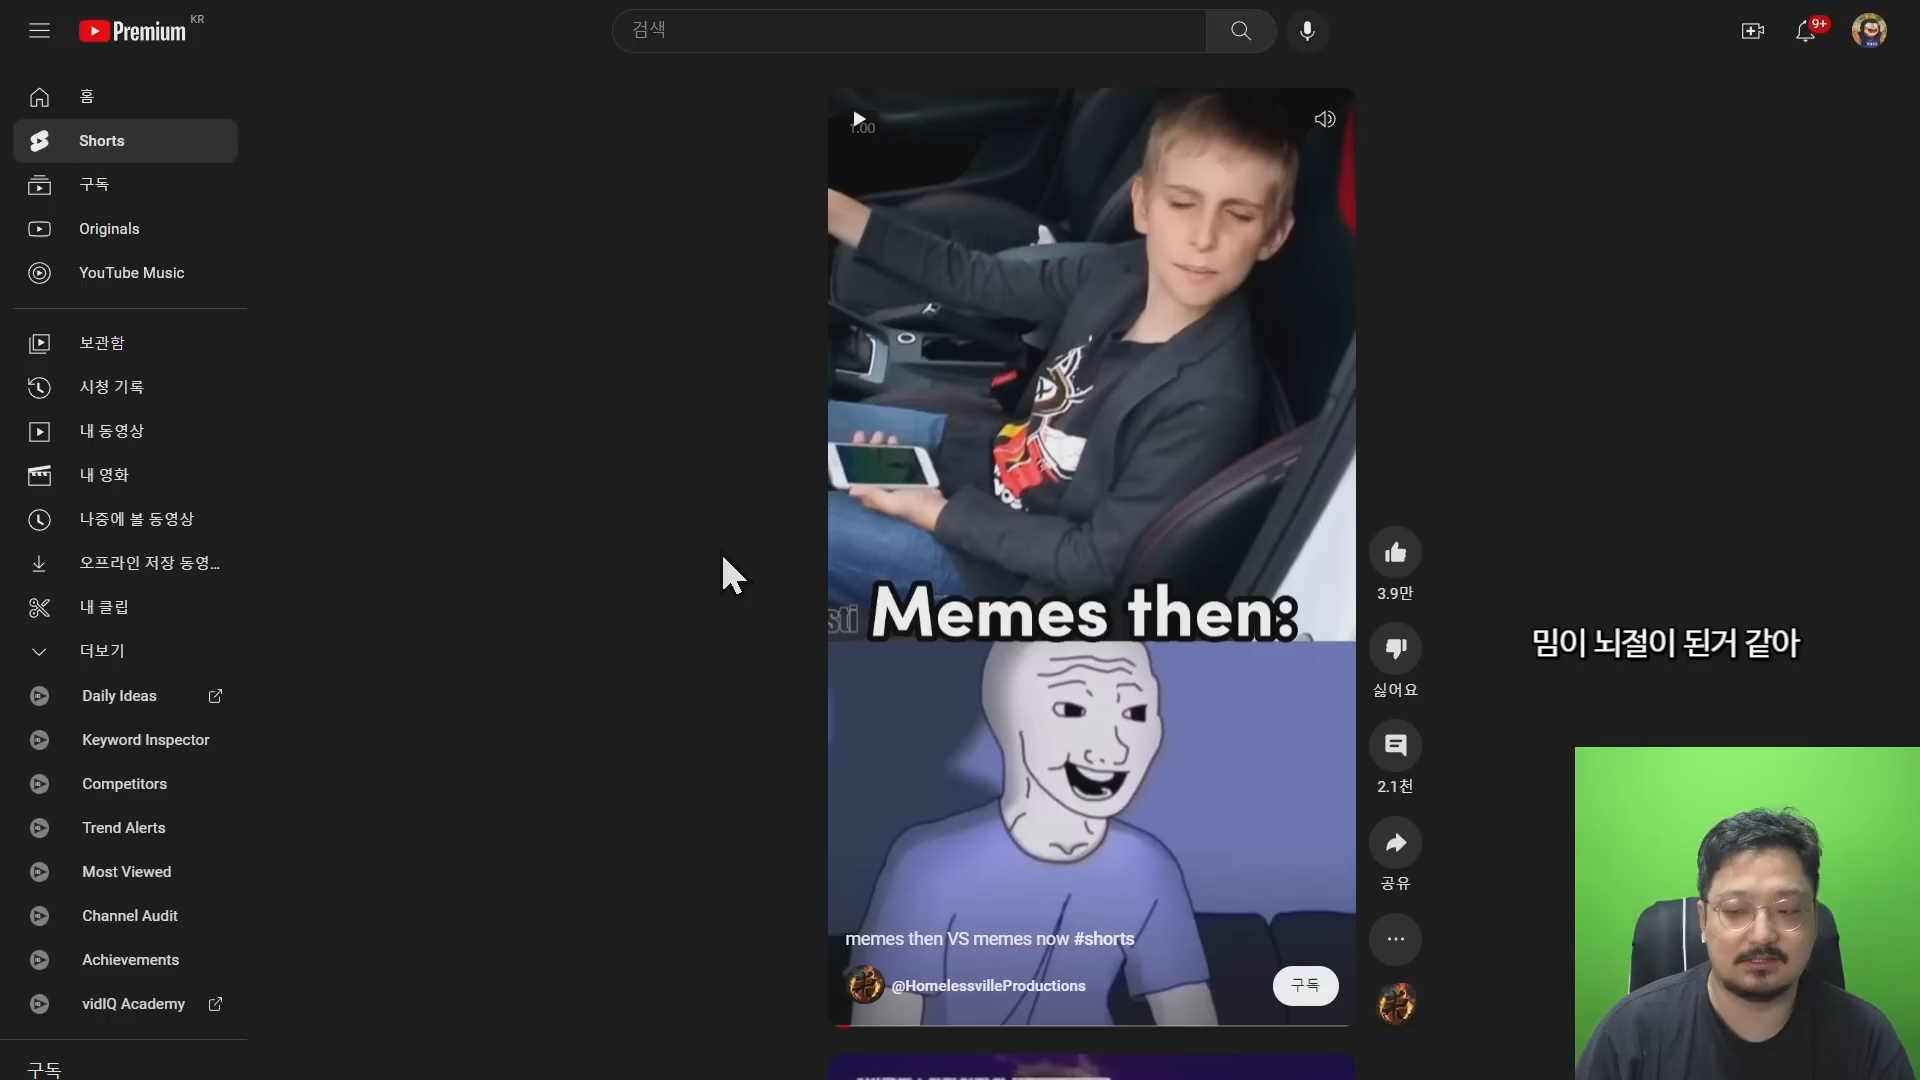 Premium KR
검색
9+
홈
Shorts
구독
Originals
YouTube Music
보관함
시청 기록
내 동영상
내 영화
나중에 볼 동영상
오프라인 저장 동영...
내 클립
더보기
Daily Ideas
Keyword Inspector
Competitors
Trend Alerts
Most Viewed
Channel Audit
Achievements
vidIQ Academy
구독
1.00
sti
Memes then:
memes then VS memes now #shorts
@HomelessvilleProductions
구독
3.9만
싫어요
2.1천
공유
밈이 뇌절이 된거 같아